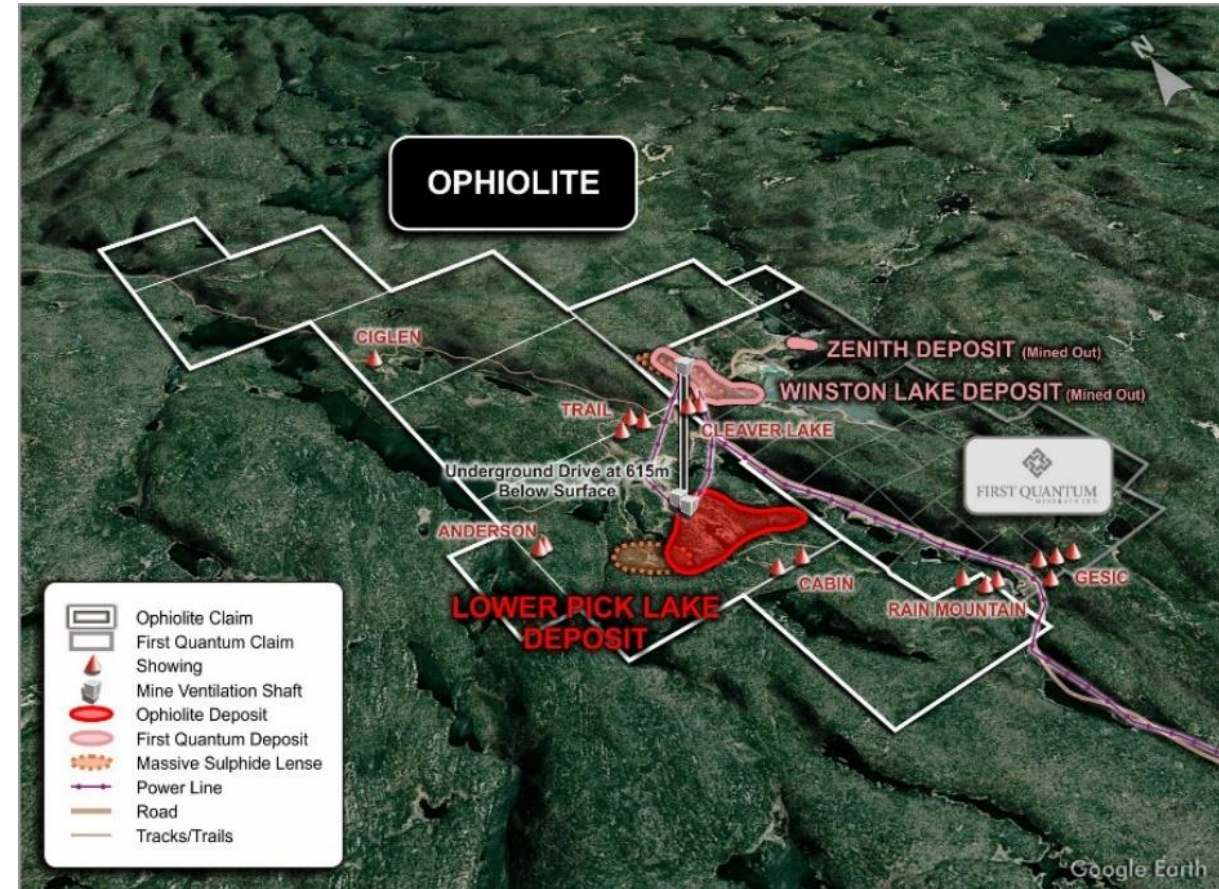 N
OPHIOLITE
CIGLEN
ZENITH DEPOSIT (Mined Out)
WINSTON LAKE DEPOSIT (Mined Out)
TRAIL
CLEAVER LAKE
Underground Drive at 615m
Below Surface
FIRST QUANTUM
MINERALS LTD.
ANDERSON
CABIN
GESIC
RAIN MOUNTAIN
LOWER PICK LAKE
DEPOSIT
Ophiolite Claim
First Quantum Claim
Showing
Mine Ventilation Shaft
Ophiolite Deposit
First Quantum Deposit
Massive Sulphide Lense
Power Line
Road
Tracks/Trails
Google Earth